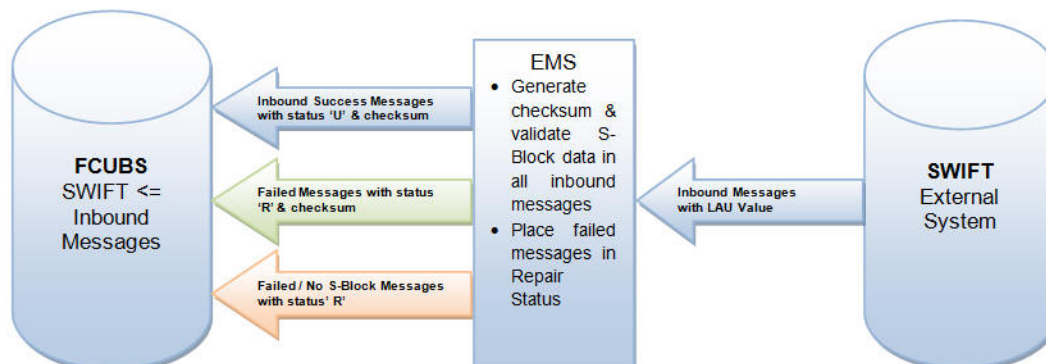 FCUBS
SWIFT <=
Inbound
Messages
Inbound Success Messages
with status 'U' & checksum
Failed Messages with status
'R' & checksum
Failed / No S-Block Messages
with status' R'
EMS
• Generate
checksum &
validate S-
Block data in
all inbound
messages
• Place failed
messages in
Repair
Status
Inbound Messages
with LAU Value
SWIFT
External
System